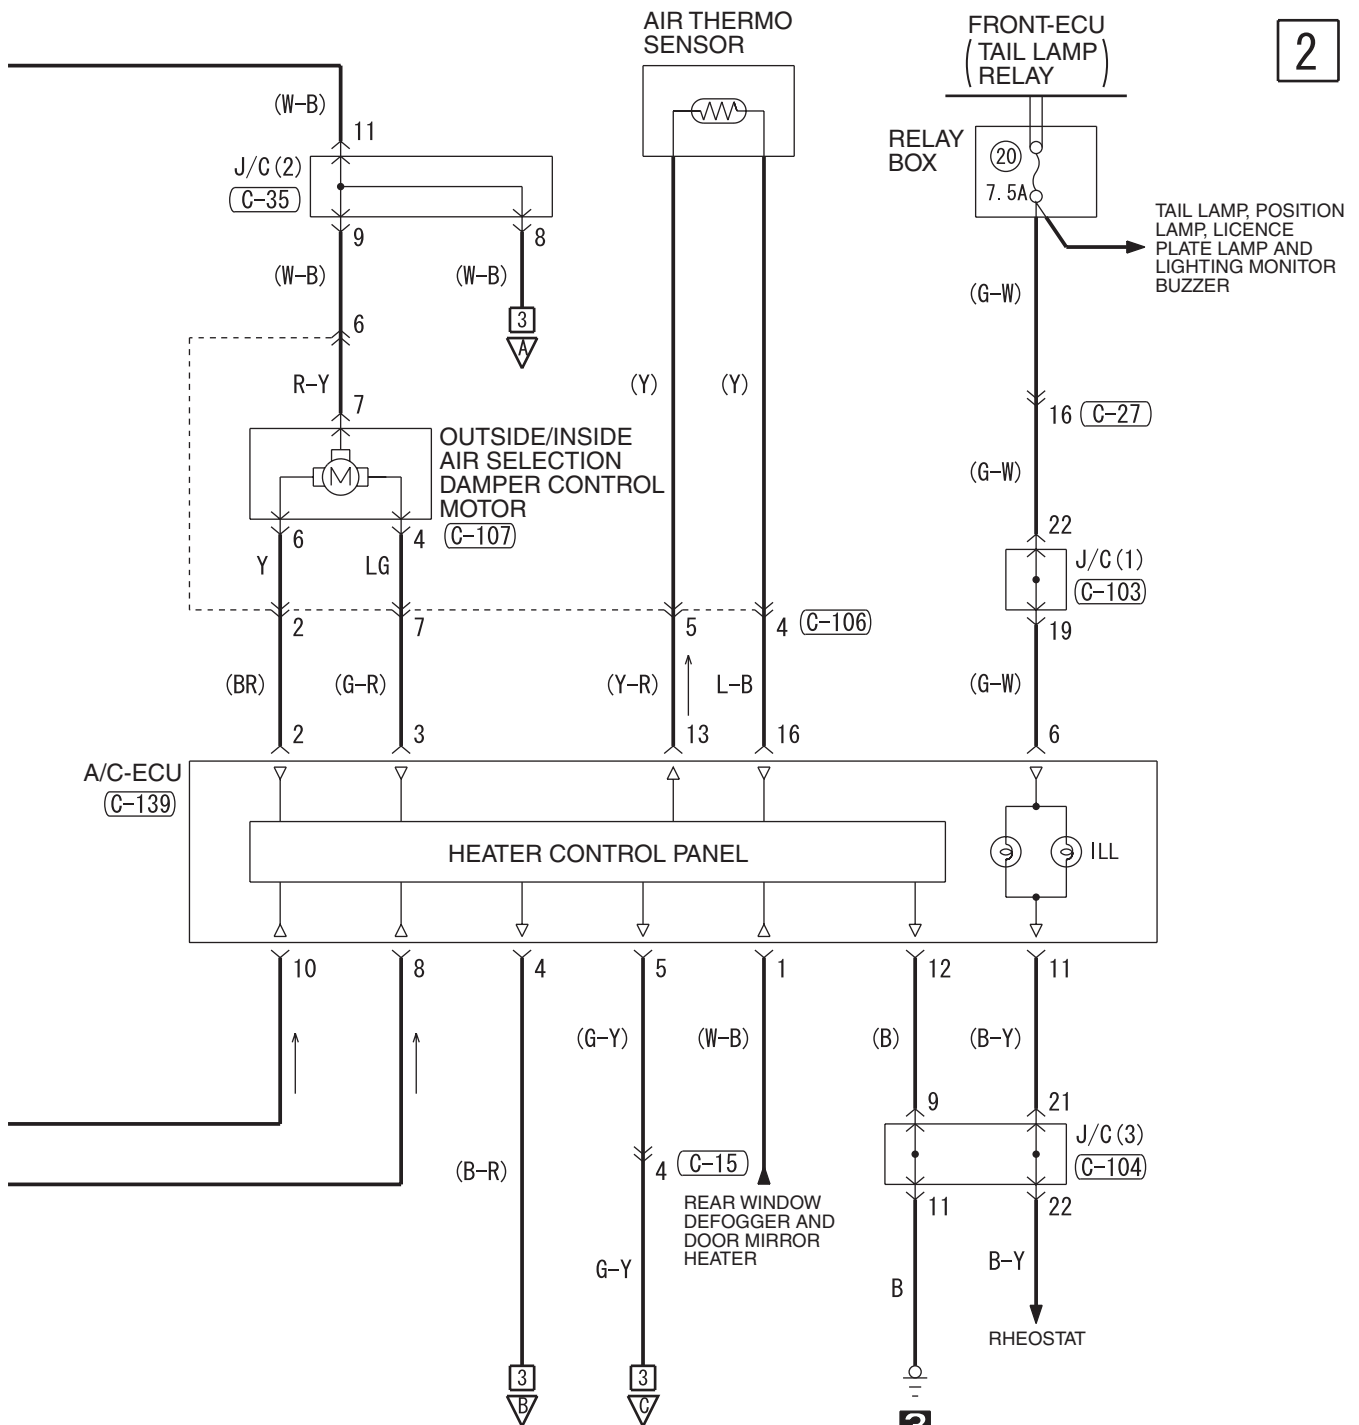 AIR THERMO
SENSOR
FRONT-ECU
(TAIL LAMP
RELAY)
2
(W-B)
11
J/C(2)
C-35
9
8
(W-B)
(W-B)
3
A
6
R-Y
7
OUTSIDE/INSIDE
AIR SELECTION
DAMPER CONTROL
MOTOR
C-107
M
6
4
Y
LG
(Y)
(Y)
RELAY
BOX
20
7.5A
TAIL LAMP, POSITION
LAMP, LICENCE
PLATE LAMP AND
LIGHTING MONITOR
BUZZER
(G-W)
16
C-27
(G-W)
22
J/C(1)
C-103
19
2
7
5
4
C-106
(BR)
(G-R)
(Y-R)
L-B
(G-W)
2
3
13
16
6
A/C-ECU
C-139
HEATER CONTROL PANEL
ILL
10
8
4
5
1
12
11
(G-Y)
(W-B)
(B)
(B-Y)
9
21
J/C(3)
C-104
(B-R)
4
C-15
11
22
REAR WINDOW
DEFOGGER AND
DOOR MIRROR
HEATER
G-Y
B
B-Y
RHEOSTAT
3
B
3
C
3